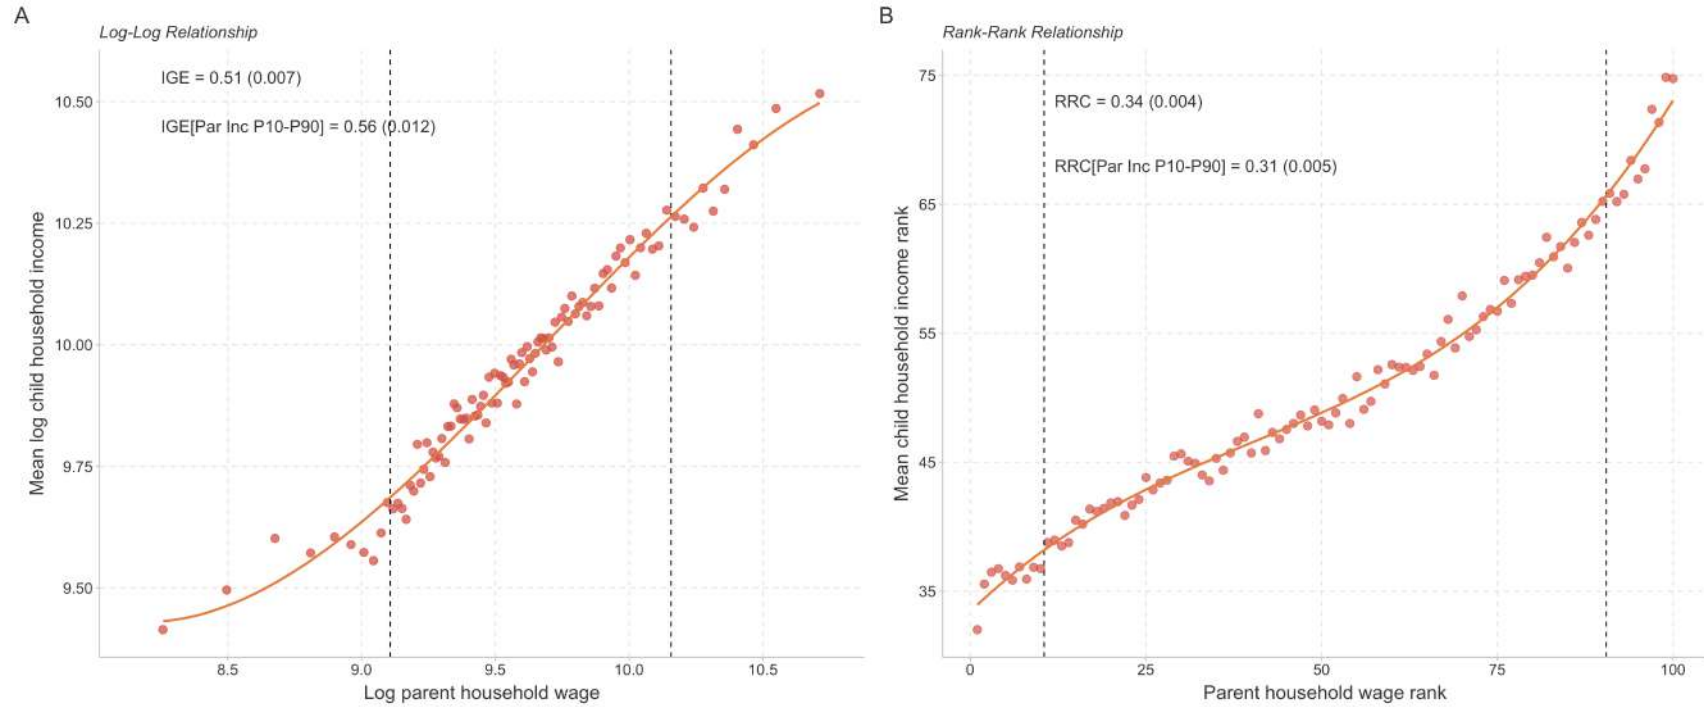 A
Log-Log Relationship
IGE = 0.51 (0.007)
IGE[Par Inc P10-P90] = 0.56 (0.012)
Mean log child household income
10.50
10.25
10.00
9.75
9.50
8.5
9.0
9.5
10.0
10.5
Log parent household wage
B
Rank-Rank Relationship
RRC = 0.34 (0.004)
RRC[Par Inc P10-P90] = 0.31 (0.005)
Mean child household income rank
75
65
55
45
35
0
25
50
75
100
Parent household wage rank